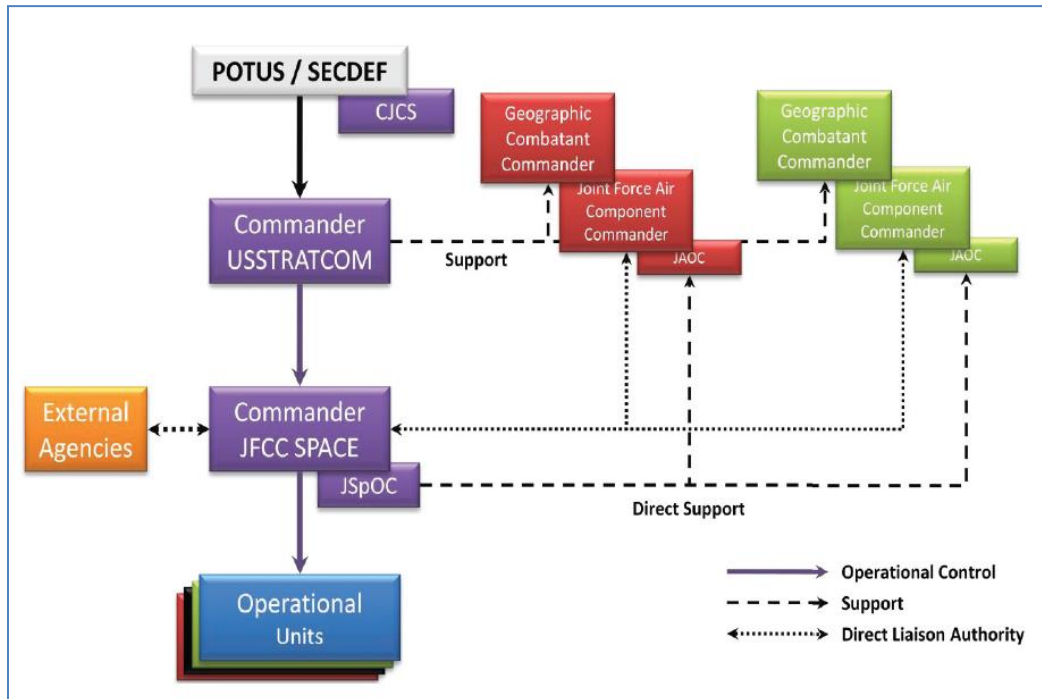 POTUS / SECDEF
CJCS
Geographic
Combatant
Commander
Joint Force Air
Component
Commander
JAOC
Geographic
Combatant
Commander
Joint Force Air
Component
Commander
JAOC
Commander
USSTRATCOM
Support
External
Agencies
Commander
JFCC SPACE
JSpOC
Direct Support
Operational
Units
Operational Control
Support
Direct Liaison Authority